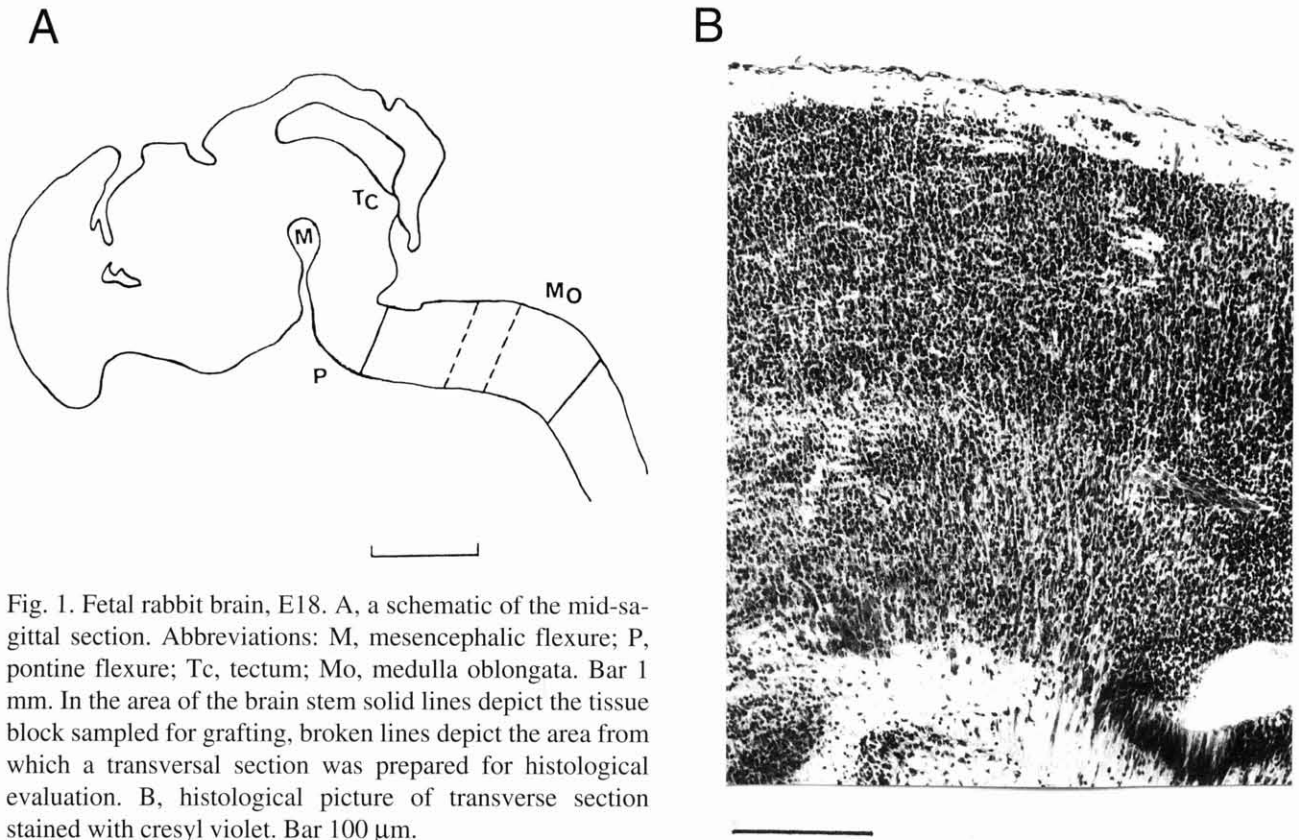 A
B
TC
M
MO
P
Fig. 1. Fetal rabbit brain, E18. A, a schematic of the mid-sa-
gittal section. Abbreviations: M, mesencephalic flexure; P,
pontine flexure; Tc, tectum; Mo, medulla oblongata. Bar 1
mm. In the area of the brain stem solid lines depict the tissue
block sampled for grafting, broken lines depict the area from
which a transversal section was prepared for histological
evaluation. B, histological picture of transverse section
stained with cresyl violet. Bar 100 µm.